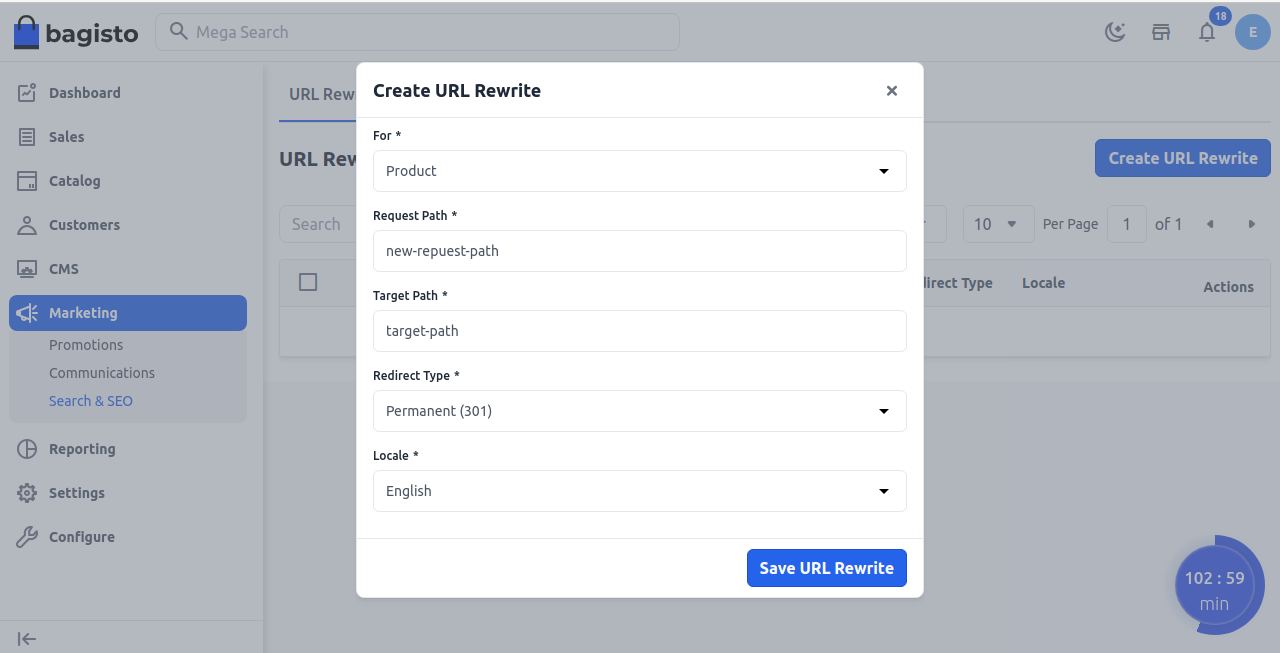 bagisto
Mega Search
18
E
Dashboard
Sales
Catalog
Customers
CMS
Marketing
Promotions
Communications
Search & SEO
Reporting
Settings
Configure
URL Rew
URL Rew
Create URL Rewrite
Search
10
Per Page
1
of 1
direct Type
Locale
Actions
Create URL Rewrite
For *
Product
Request Path *
new-repuest-path
Target Path *
target-path
Redirect Type *
Permanent (301)
Locale *
English
Save URL Rewrite
102 : 59
min